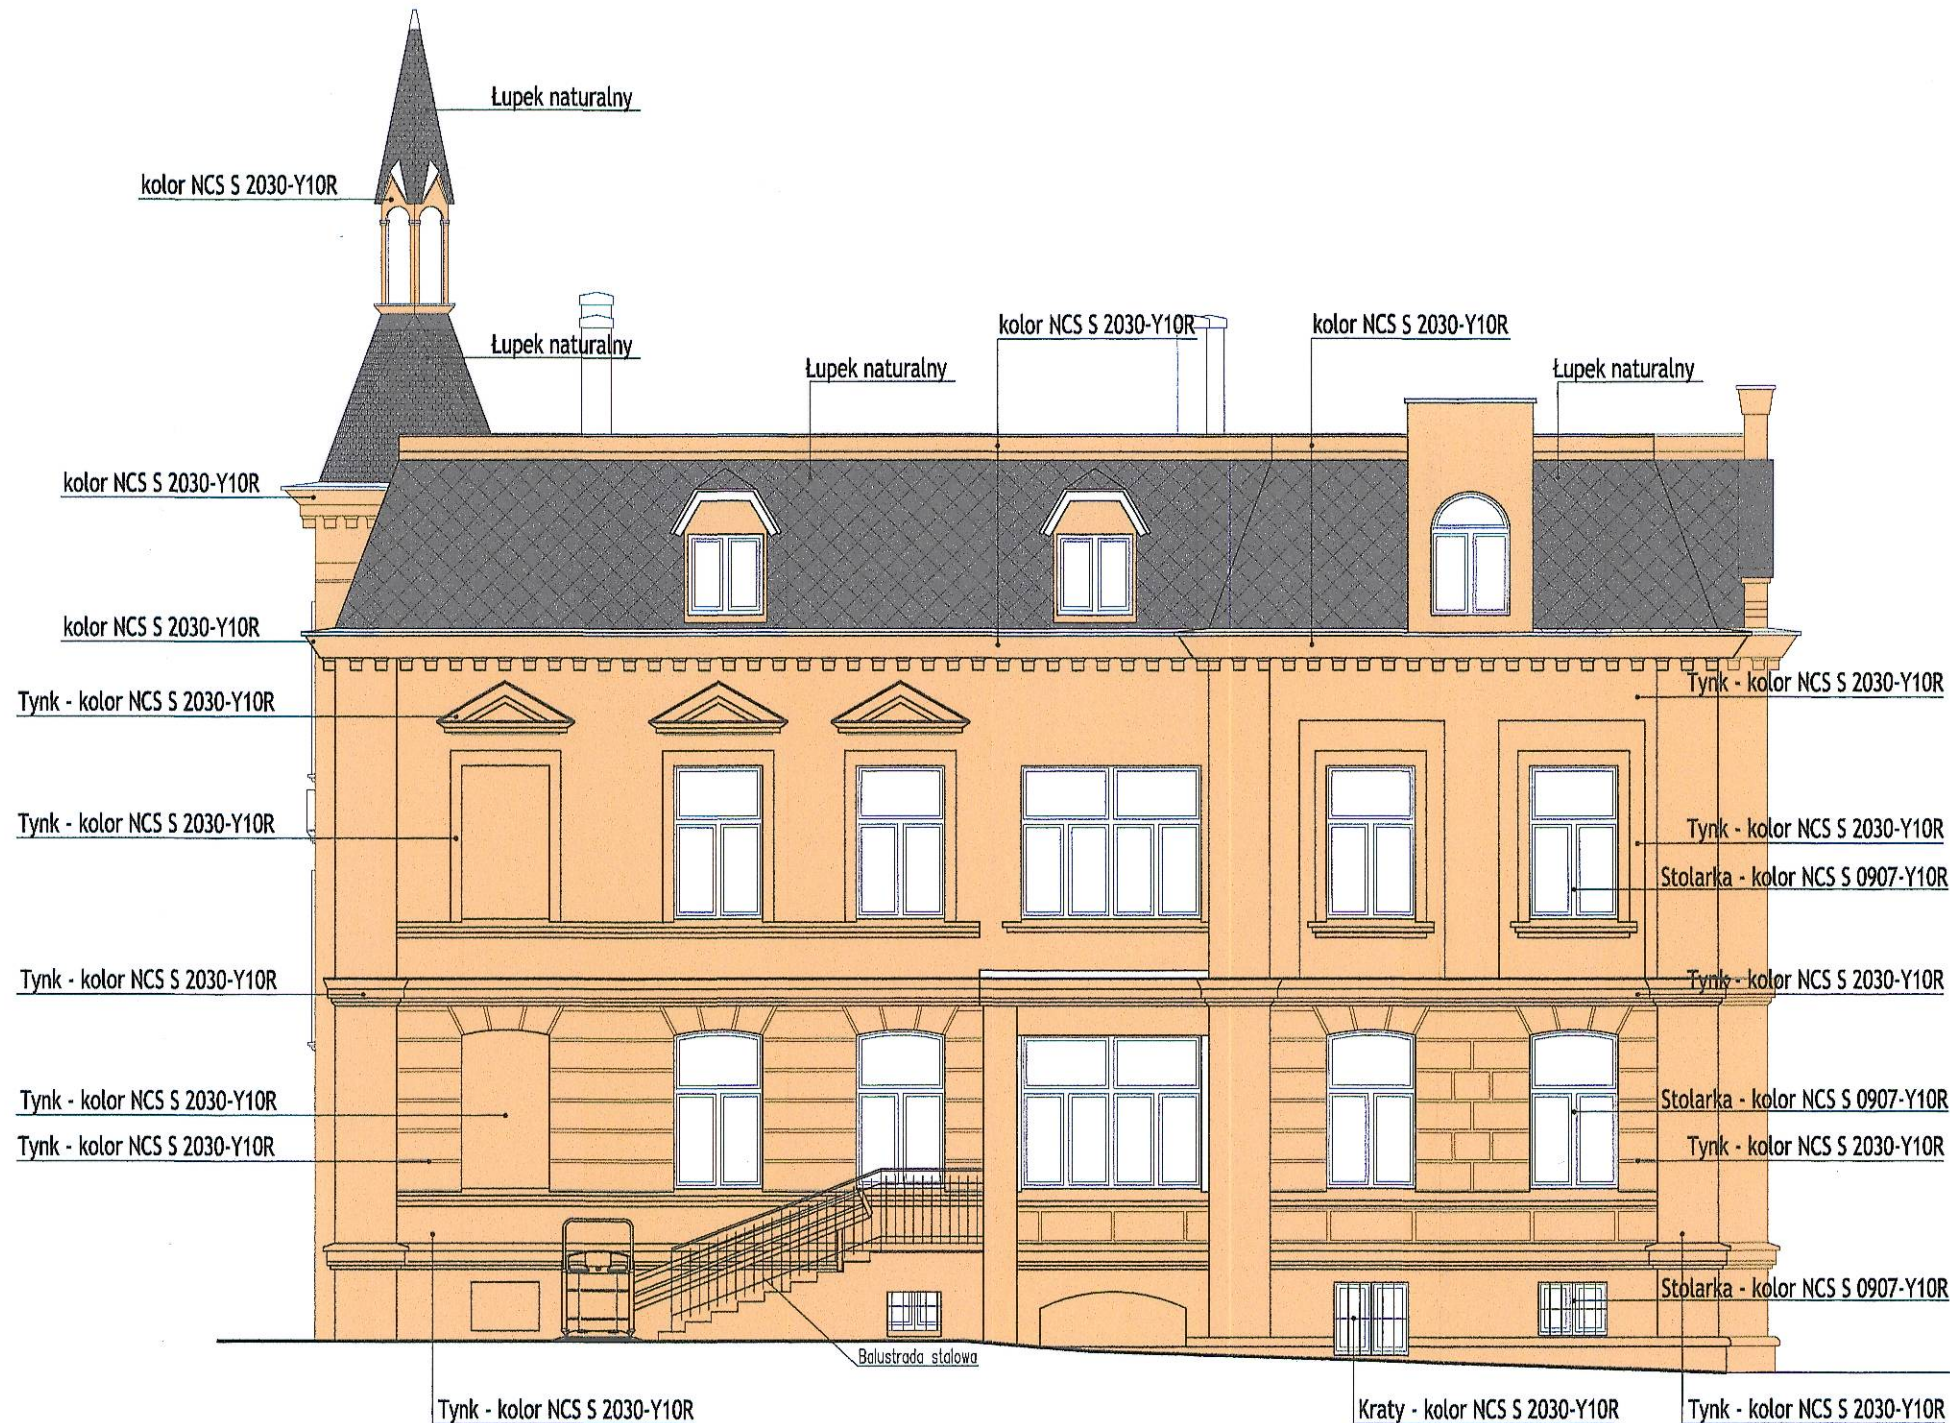 Łupek naturalny
kolor NCS S 2030-Y10R
Łupek naturalny
kolor NCS S 2030-Y10R
kolor NCS S 2030-Y10R
Łupek naturalny
Łupek naturalny
kolor NCS S 2030-Y10R
kolor NCS S 2030-Y10R
Tynk - kolor NCS S 2030-Y10R
Tynk - kolor NCS S 2030-Y10R
Tynk - kolor NCS S 2030-Y10R
Tynk - kolor NCS S 2030-Y10R
Stolarka - kolor NCS S 0907-Y10R
Tynk - kolor NCS S 2030-Y10R
Tynk - kolor NCS S 2030-Y10R
Tynk - kolor NCS S 2030-Y10R
Stolarka - kolor NCS S 0907-Y10R
Tynk - kolor NCS S 2030-Y10R
Tynk - kolor NCS S 2030-Y10R
Stolarka - kolor NCS S 0907-Y10R
Balustrada stalowa
Tynk - kolor NCS S 2030-Y10R
Kraty - kolor NCS S 2030-Y10R
Tynk - kolor NCS S 2030-Y10R